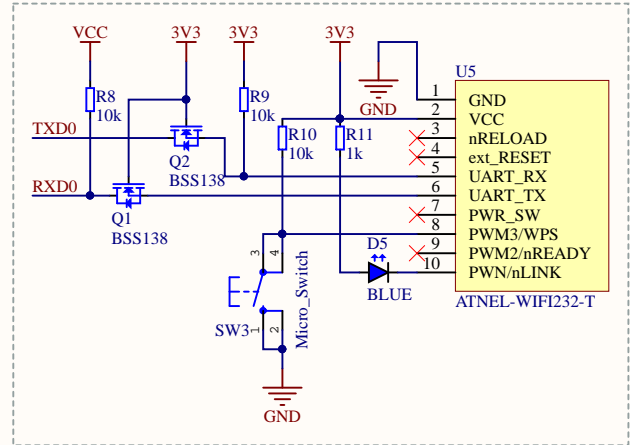 VCC
3V3
3V3
3V3
R8
10k
R9
10k
GND
U5
TXD0
R10
10k
R11
1k
Q2
BSS138
RXD0
Q1
BSS138
1 GND
2 VCC
3 nRELOAD
4 ext_RESET
5 UART_RX
6 UART_TX
7 PWR_SW
8 PWM3/WPS
9 PWM2/nREADY
10 PWN/nLINK
ATNEL-WIFI232-T
D5
BLUE
3 4
SW3
1 2
Micro_Switch
GND